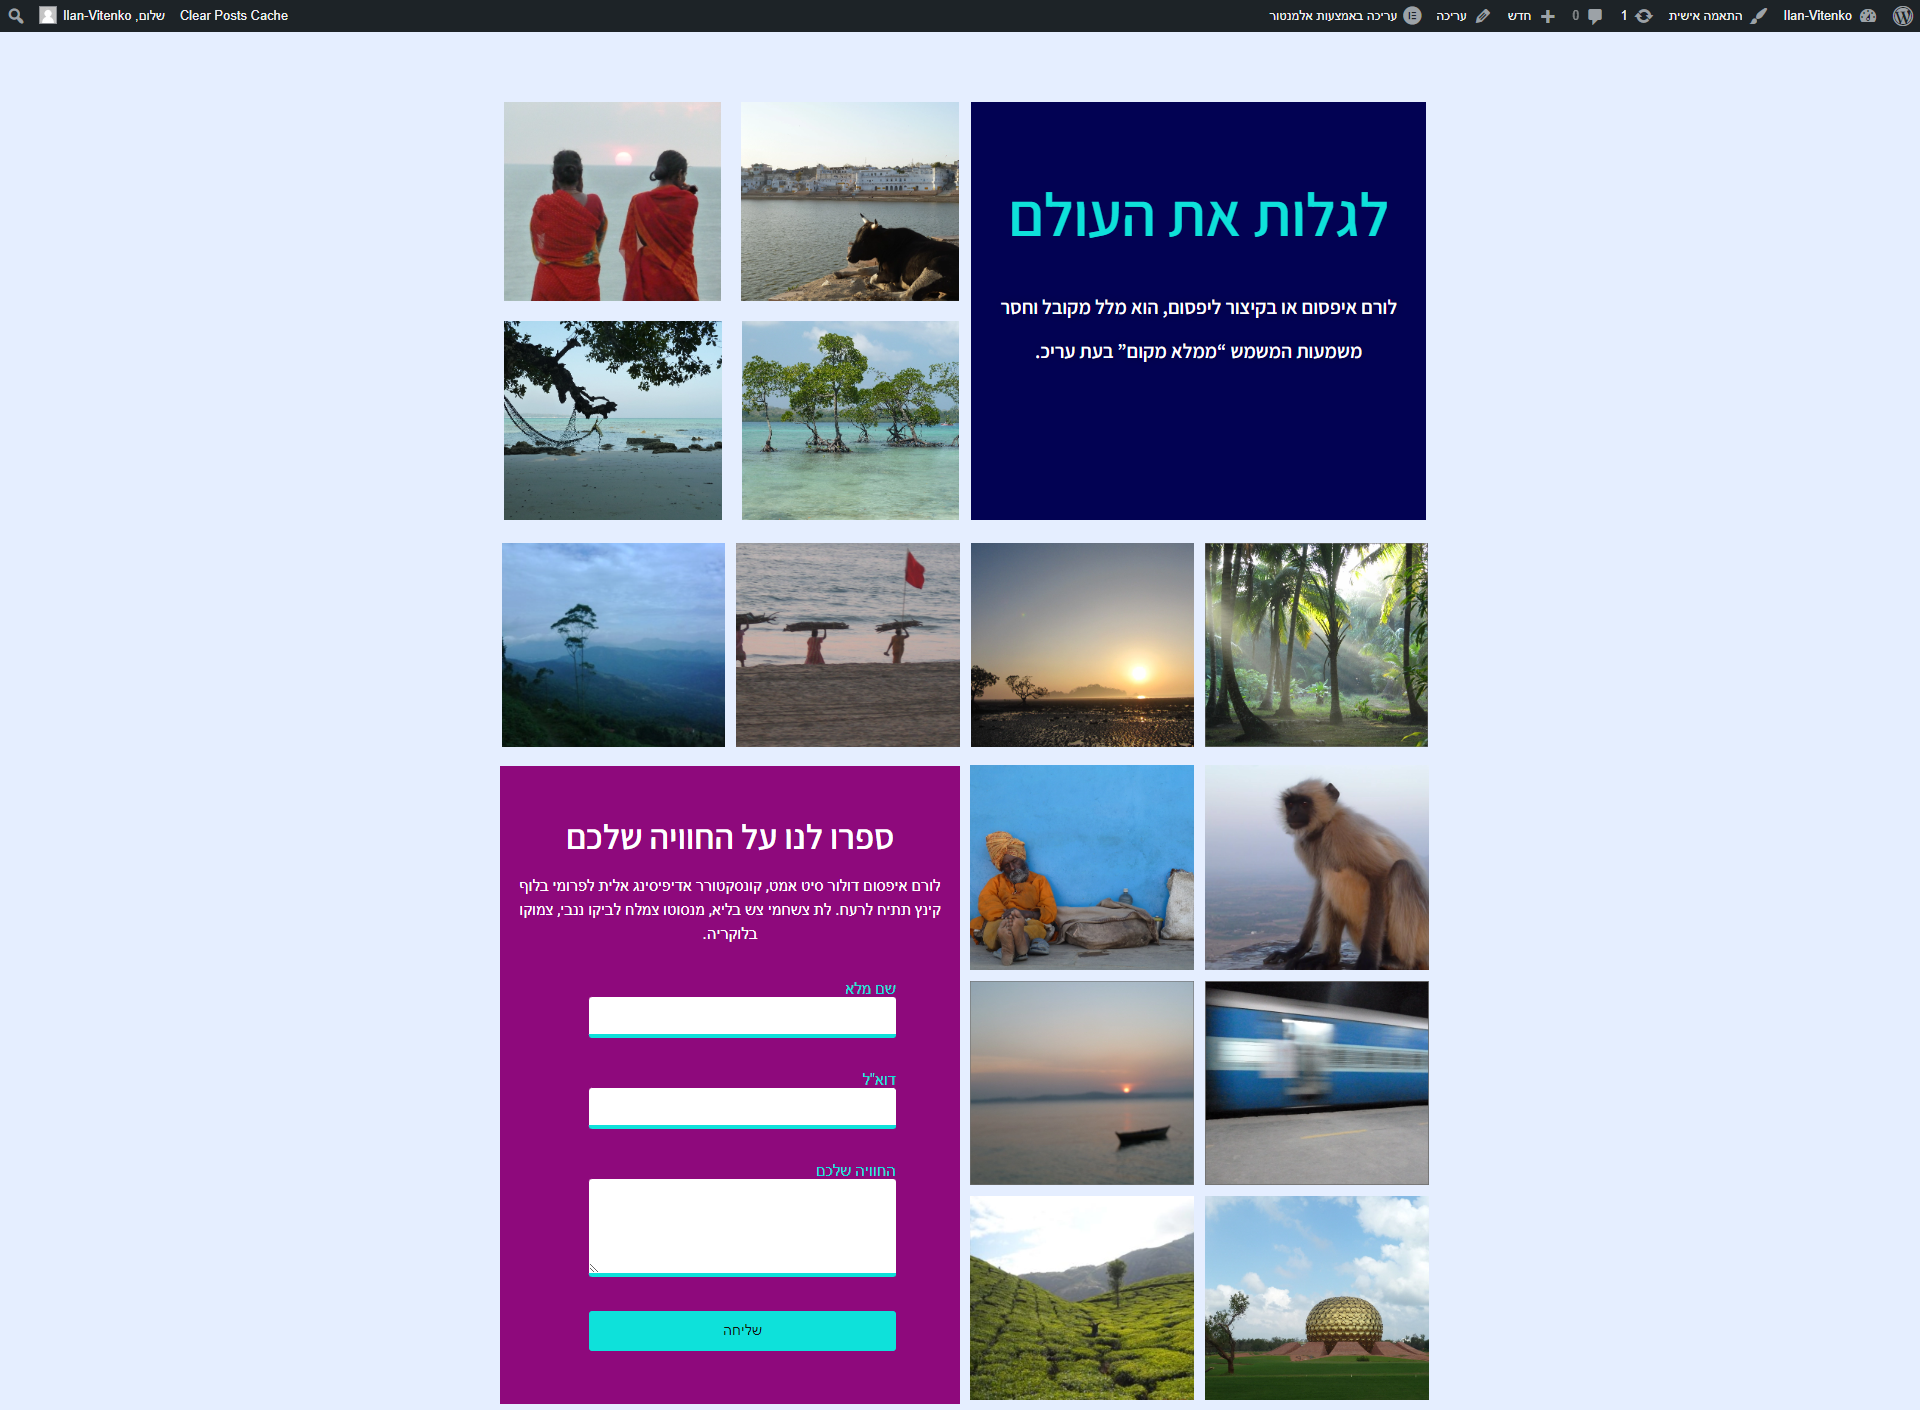 Ilan-Vitenko
התאמה אישית
1
0
חדש
עריכה
עריכה באמצעות אלמנטור
Clear Posts Cache
שלום, Ilan-Vitenko
לגלות את העולם
לורם איפסום או בקיצור ליפסום, הוא מלל מקובל וחסר
משמעות המשמש “ממלא מקום” בעת עריכ.
ספרו לנו על החוויה שלכם
לורם איפסום דולור סיט אמט, קונסקטורר אדיפיסינג אלית לפרומי בלוף
קינץ תתיח לרעח. לת צשחמי צש בליא, מנסוטו צמלח לביקו ננבי, צמוקו
בלוקריה.
שם מלא
דוא"ל
החוויה שלכם
שליחה